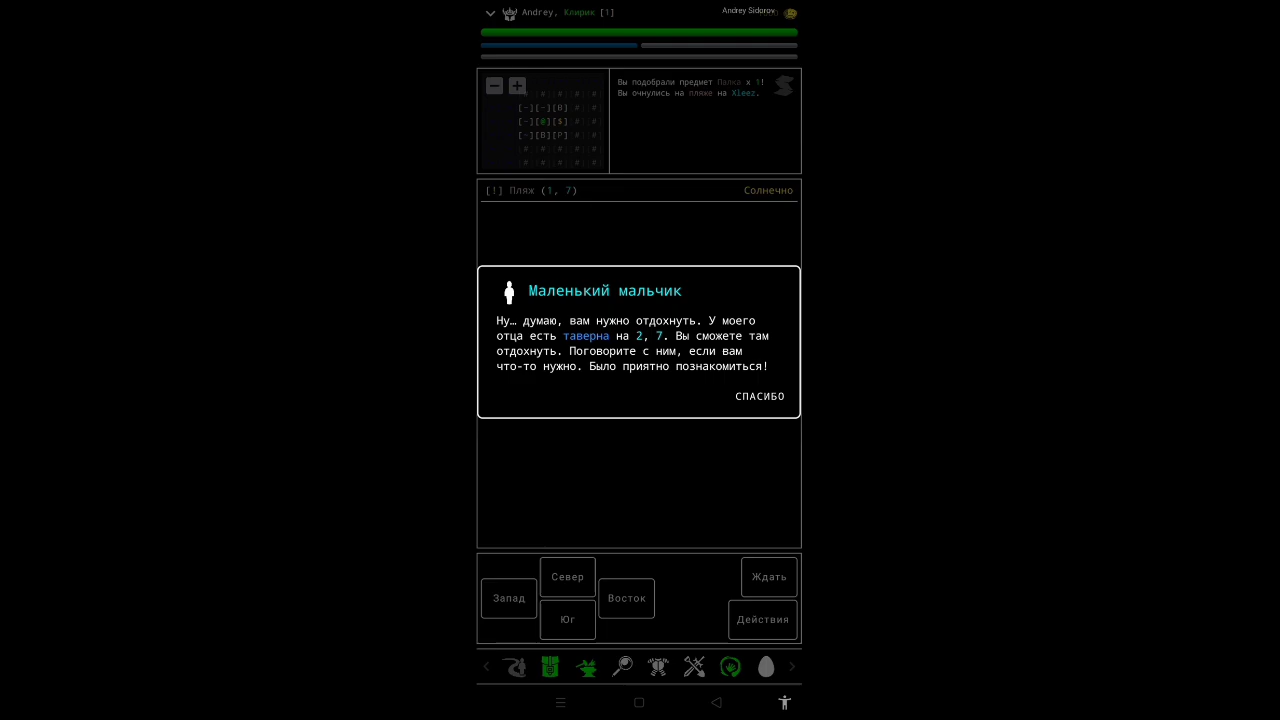 Andrey, Клирик [1]
Andrey Sidorov
Вы подобрали предмет Палка x 1!
Вы очнулись на пляже на Xleez.
[~][~][B]
[~][@][$]
[~][B][P]
[!] Пляж (1, 7)
Солнечно
Маленький мальчик
Ну… думаю, вам нужно отдохнуть. У моего
отца есть таверна на 2, 7. Вы сможете там
отдохнуть. Поговорите с ним, если вам
что-то нужно. Было приятно познакомиться!
СПАСИБО
Север
Ждать
Запад
Восток
Юг
Действия